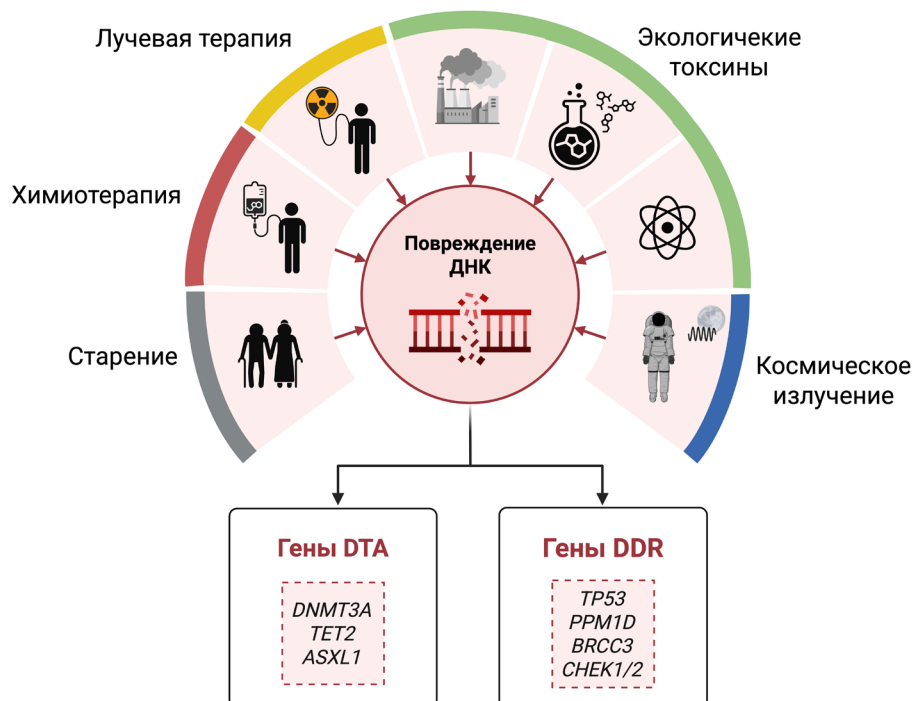 Лучевая терапия
Экологичекие
токсины
Химиотерапия
Повреждение
ДНК
Старение
Космическое
излучение
Гены DTA
DNMT3A
TET2
ASXL1
Гены DDR
TP53
PPM1D
BRCC3
CHEK1/2